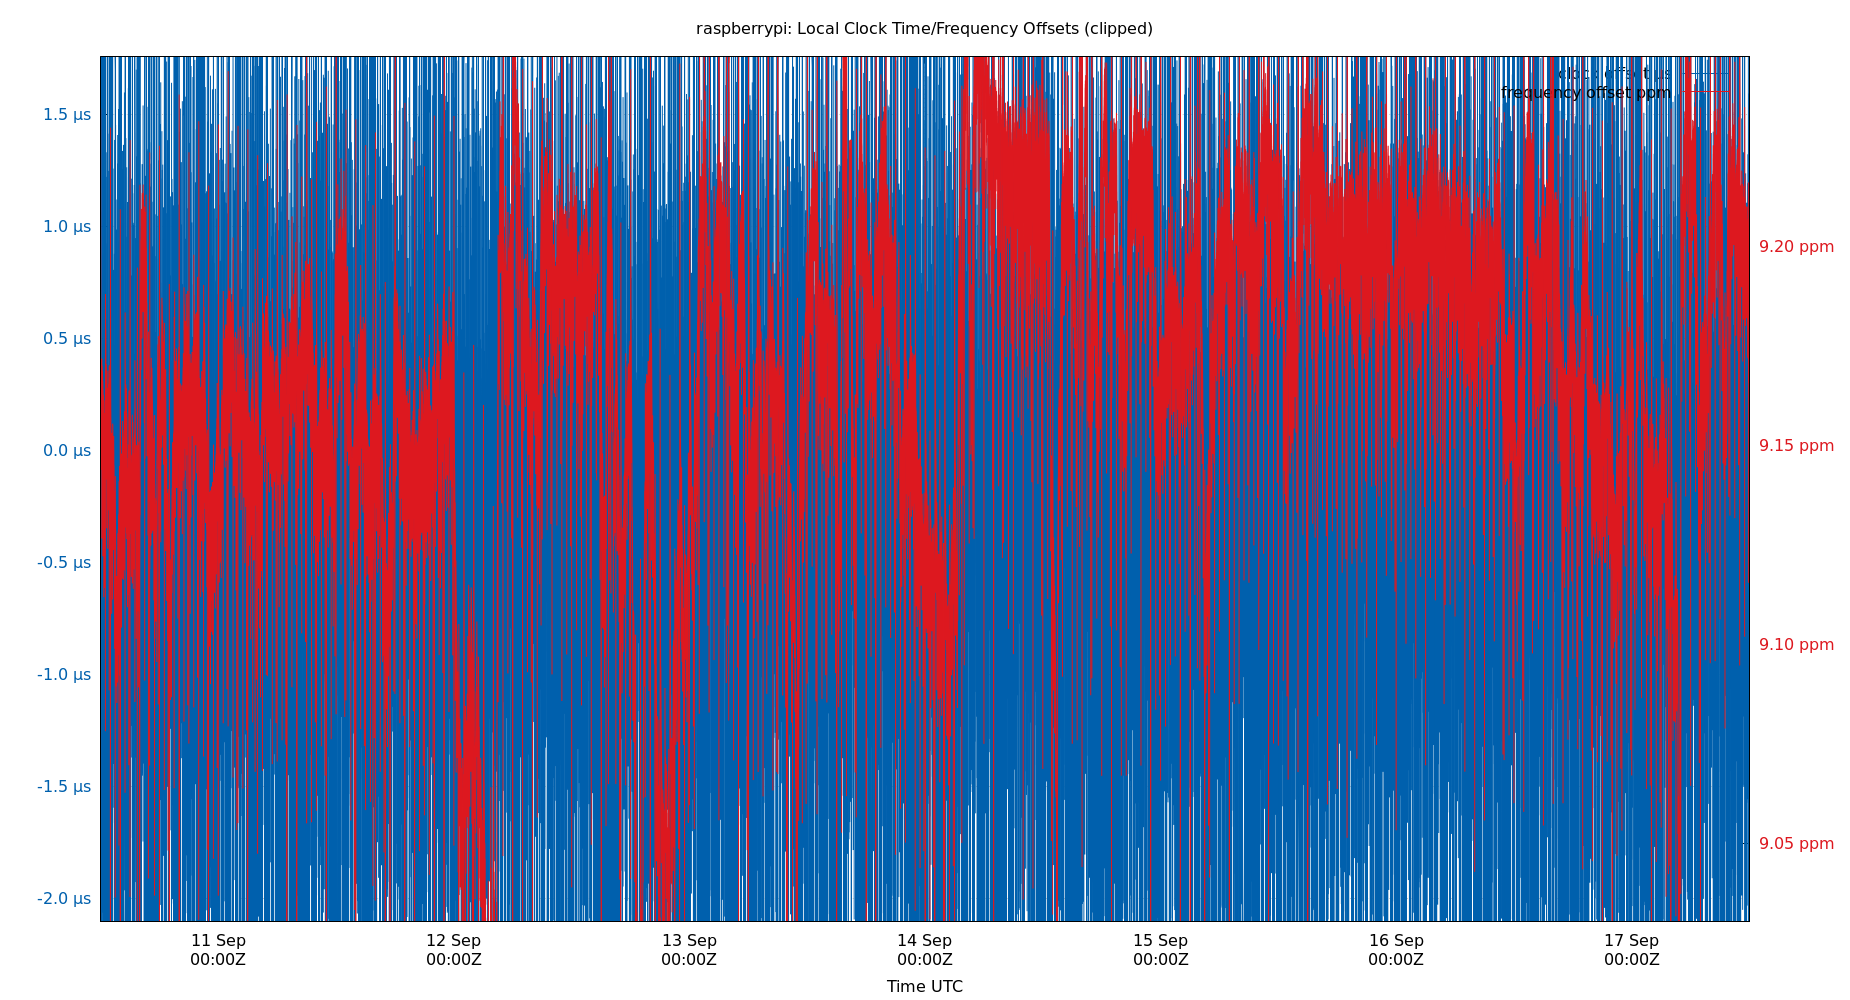 raspberrypi: Local Clock Time/Frequency Offsets (clipped)
clock offset µs
frequency offset ppm
1.5 µs
1.0 µs
0.5 µs
0.0 µs
-0.5 µs
-1.0 µs
-1.5 µs
-2.0 µs
9.20 ppm
9.15 ppm
9.10 ppm
9.05 ppm
11 Sep 12 Sep 13 Sep 14 Sep 15 Sep 16 Sep 17 Sep
00:00Z 00:00Z 00:00Z 00:00Z 00:00Z 00:00Z 00:00Z
Time UTC